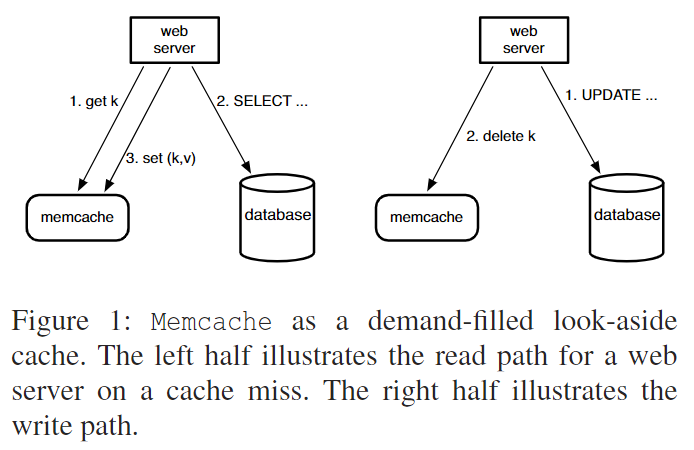 web
server
1. get k
2. SELECT ...
3. set (k,v)
memcache
database
web
server
1. UPDATE ...
2. delete k
memcache
database
Figure 1: Memcache as a demand-filled look-aside
cache. The left half illustrates the read path for a web
server on a cache miss. The right half illustrates the
write path.